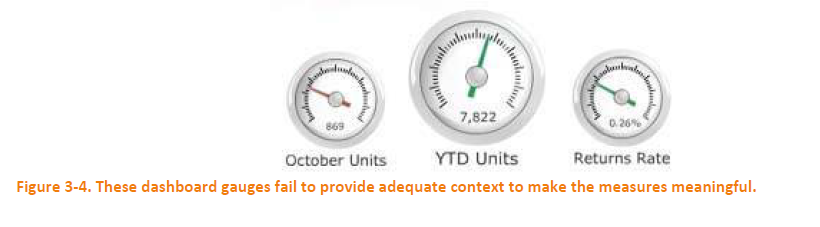 869
7,822
0.26%
October Units
YTD Units
Returns Rate
Figure 3-4. These dashboard gauges fail to provide adequate context to make the measures meaningful.